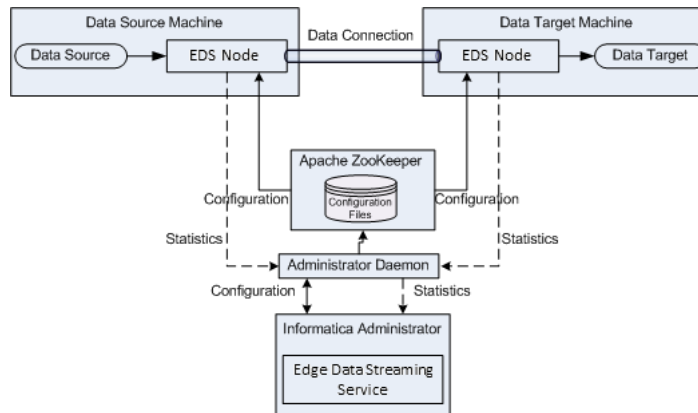 Data Source Machine
Data Source
EDS Node
Data Connection
Data Target Machine
EDS Node
Data Target
Apache ZooKeeper
Configuration
Files
Configuration
Configuration
Statistics
Statistics
Administrator Daemon
Configuration
Statistics
Informatica Administrator
Edge Data Streaming
Service